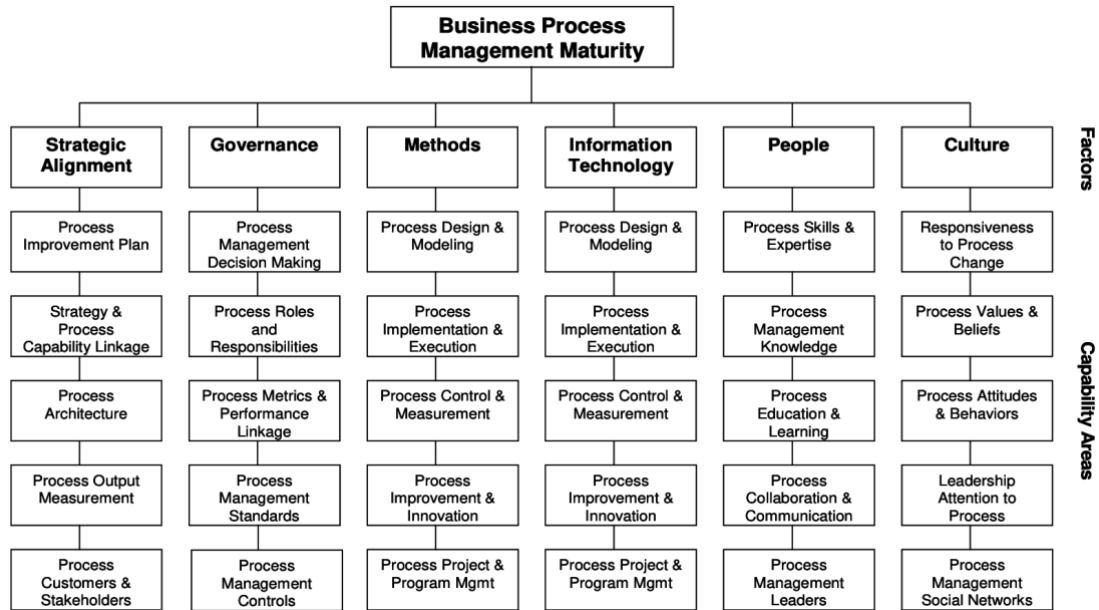 Business Process
Management Maturity
Strategic
Alignment
Governance
Methods
Information
Technology
People
Culture
Factors
Process
Improvement Plan
Process
Management
Decision Making
Process Design &
Modeling
Process Design &
Modeling
Process Skills &
Expertise
Responsiveness
to Process
Change
Strategy &
Process
Capability Linkage
Process Roles and
Responsibilities
Process
Implementation &
Execution
Process
Implementation &
Execution
Process
Management
Knowledge
Process Values &
Beliefs
Capability Areas
Process
Architecture
Process Metrics &
Performance
Linkage
Process Control &
Measurement
Process Control &
Measurement
Process
Education &
Learning
Process Attitudes
& Behaviors
Process Output
Measurement
Process
Management
Standards
Process
Improvement &
Innovation
Process
Improvement &
Innovation
Process
Collaboration &
Communication
Leadership
Attention to
Process
Process
Customers &
Stakeholders
Process
Management
Controls
Process Project &
Program Mgmt
Process Project &
Program Mgmt
Process
Management
Leaders
Process
Management
Social Networks